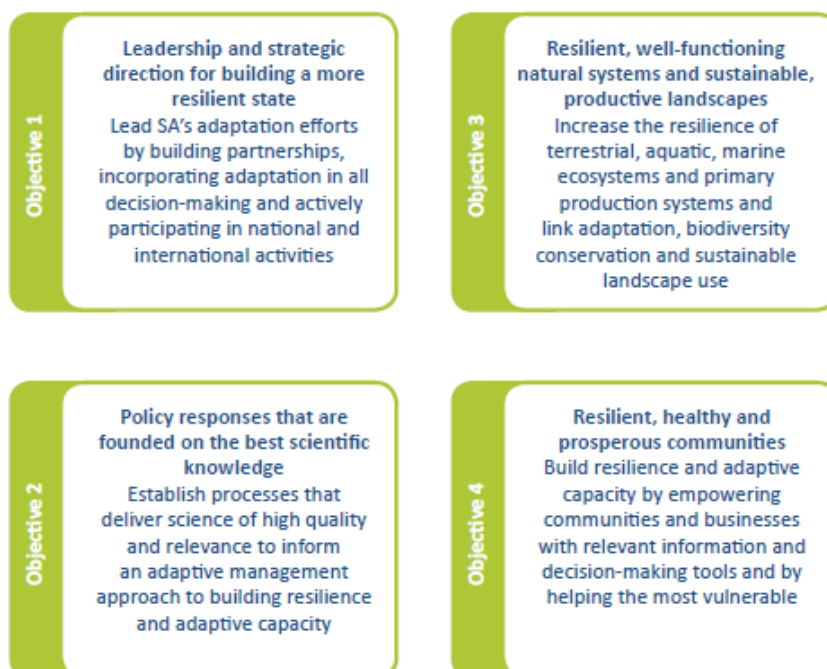 Objective 1
Leadership and strategic
direction for building a more
resilient state
Lead SA's adaptation efforts
by building partnerships,
incorporating adaptation in all
decision-making and actively
participating in national and
international activities
Objective 2
Policy responses that are
founded on the best scientific
knowledge
Establish processes that
deliver science of high quality
and relevance to inform
an adaptive management
approach to building resilience
and adaptive capacity
Objective 3
Resilient, well-functioning
natural systems and sustainable,
productive landscapes
Increase the resilience of
terrestrial, aquatic, marine
ecosystems and primary
production systems and
link adaptation, biodiversity
conservation and sustainable
landscape use
Objective 4
Resilient, healthy and
prosperous communities
Build resilience and adaptive
capacity by empowering
communities and businesses
with relevant information and
decision-making tools and by
helping the most vulnerable